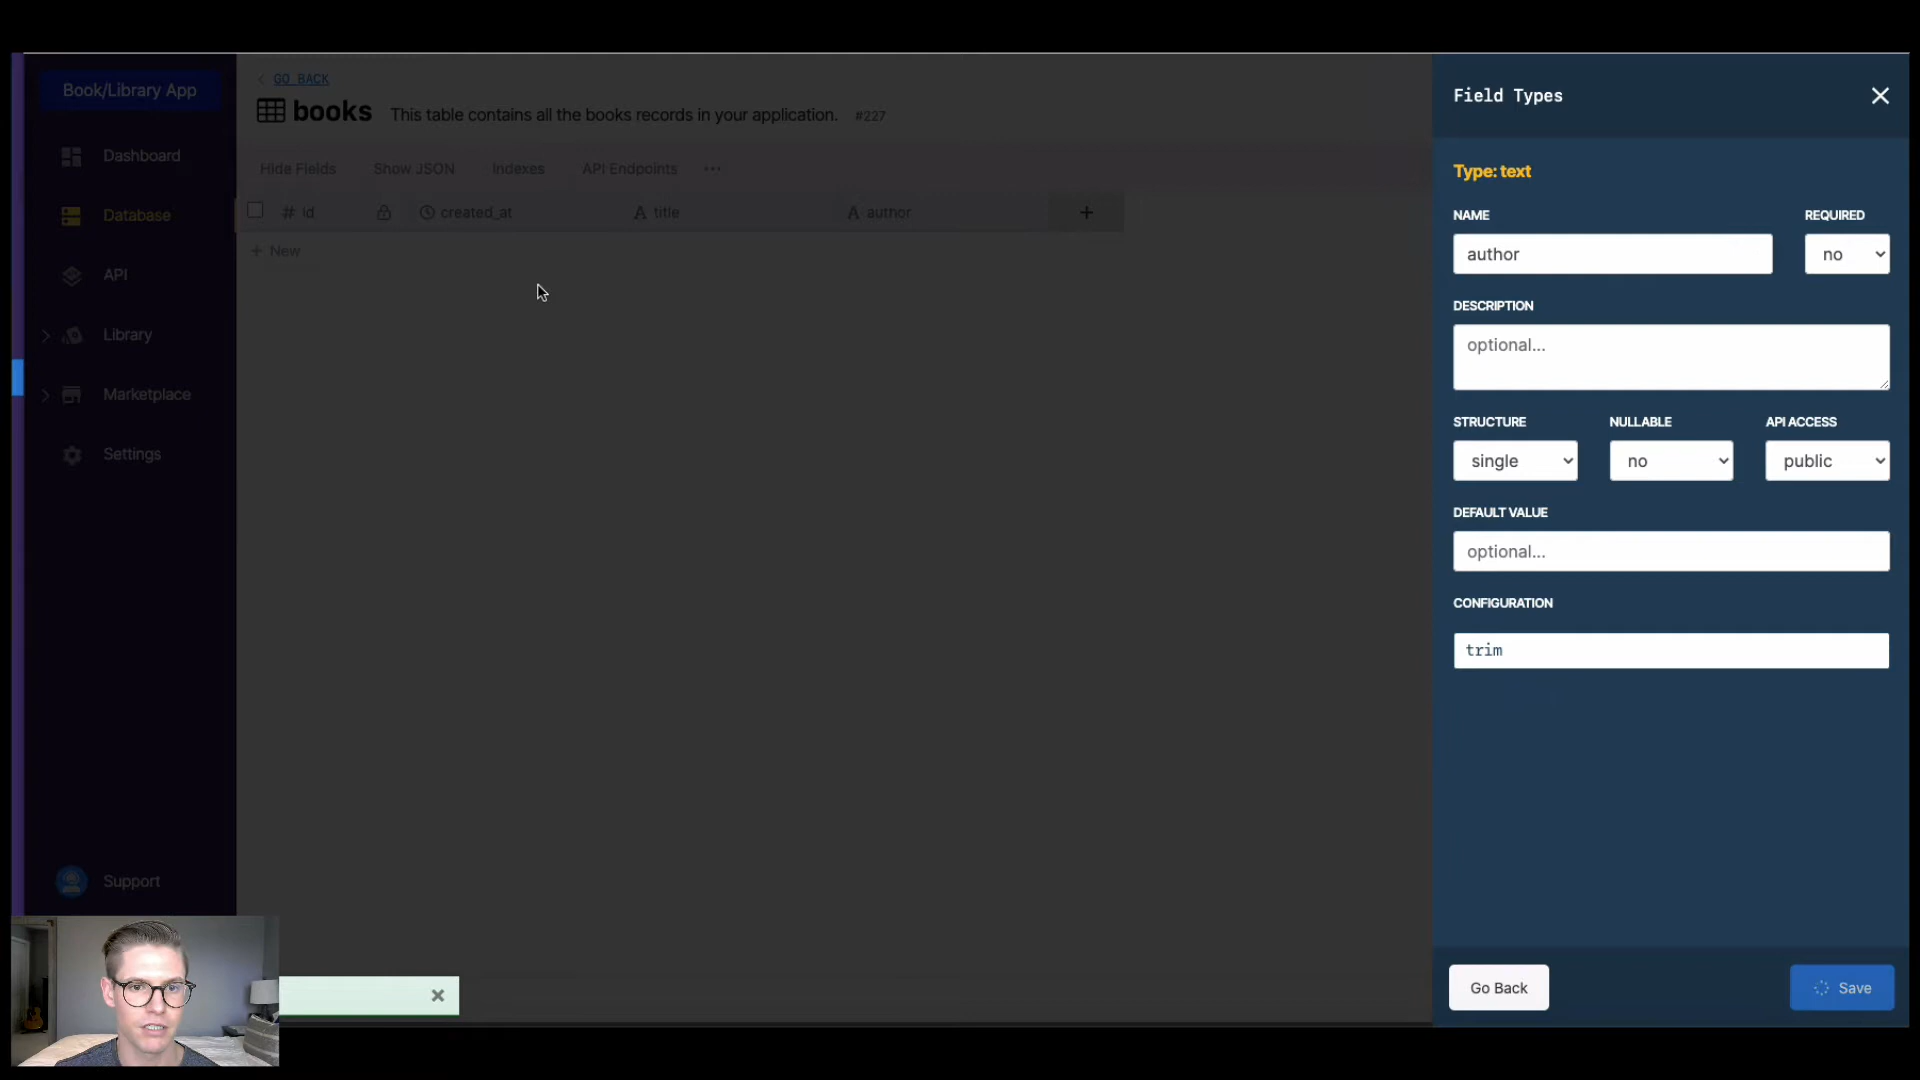 Book/Library App
Dashboard
Database
API
Library
Marketplace
Settings
Support
GO BACK
books This table contains all the books records in your application. #227
Hide Fields Show JSON Indexes API Endpoints ...
# id created_at A title A author +
+ New
Field Types
Type: text
NAME REQUIRED
author no
DESCRIPTION
optional...
STRUCTURE NULLABLE API ACCESS
single no public
DEFAULT VALUE
optional...
CONFIGURATION
trim
Go Back Save